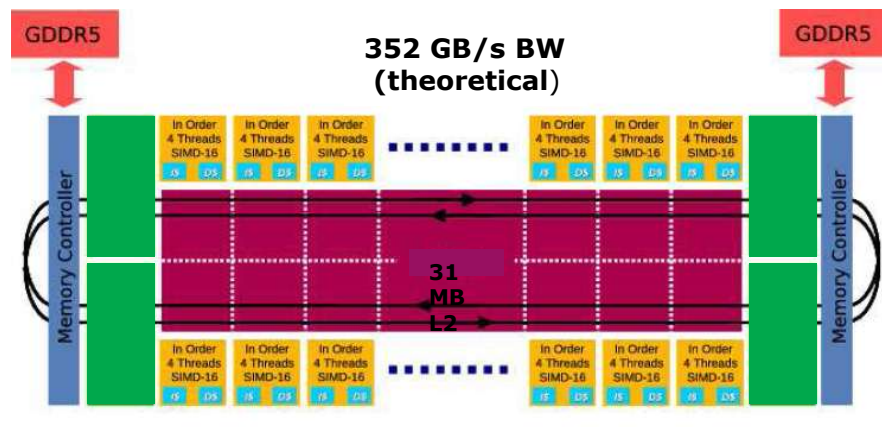 GDDR5
GDDR5
352 GB/s BW
(theoretical)
Memory Controller
In Order
4 Threads
SIMD-16
I$ D$
In Order
4 Threads
SIMD-16
I$ D$
In Order
4 Threads
SIMD-16
I$ D$
In Order
4 Threads
SIMD-16
I$ D$
In Order
4 Threads
SIMD-16
I$ D$
In Order
4 Threads
SIMD-16
I$ D$
Memory Controller
31
MB
L2
In Order
4 Threads
SIMD-16
I$ D$
In Order
4 Threads
SIMD-16
I$ D$
In Order
4 Threads
SIMD-16
I$ D$
In Order
4 Threads
SIMD-16
I$ D$
In Order
4 Threads
SIMD-16
I$ D$
In Order
4 Threads
SIMD-16
I$ D$